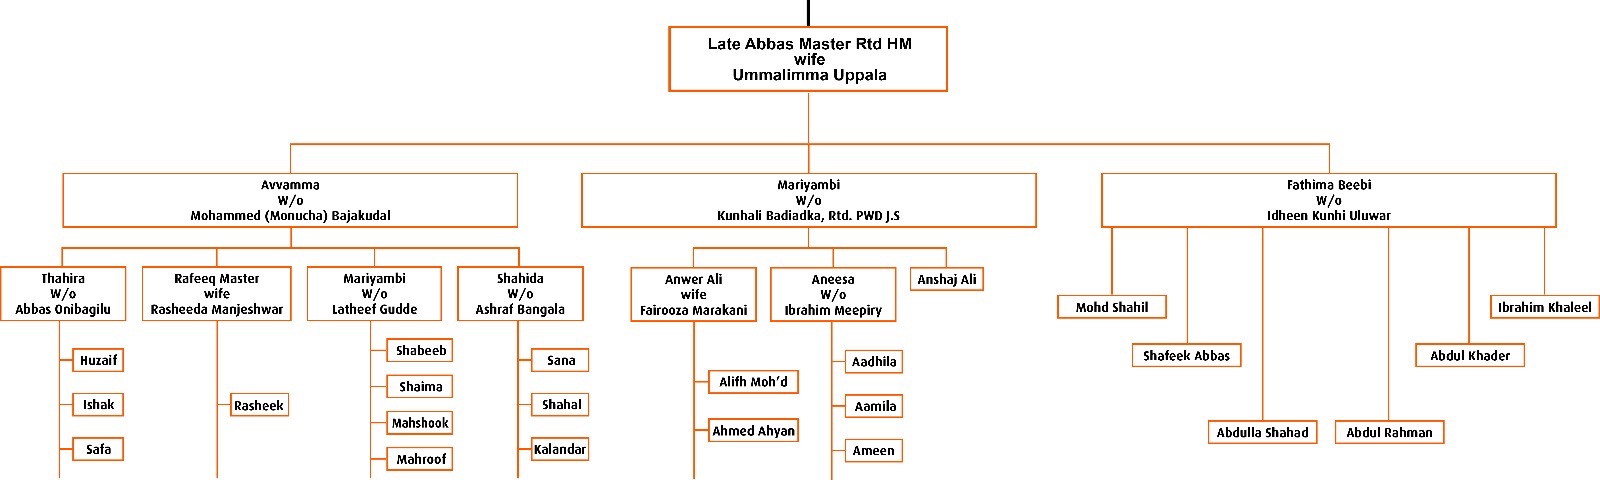 Late Abbas Master Rtd HM
wife
Ummalimma Uppala
Avvamma
W/o
Mohammed (Monucha) Bajakudal
Mariyambi
W/o
Kunhali Badiadka, Rtd. PWD J.S
Fathima Beebi
W/o
Idheen Kunhi Uluwar
Thahira
W/o
Abbas Onibagilu
Rafeeq Master
wife
Rasheeda Manjeshwar
Mariyambi
W/o
Latheef Gudde
Shahida
W/o
Ashraf Bangala
Anwer Ali
wife
Fairooza Marakani
Aneesa
W/o
Ibrahim Meepiry
Anshaj Ali
Mohd Shahil
Shafeek Abbas
Abdulla Shahad
Abdul Rahman
Abdul Khader
Ibrahim Khaleel
Huzaif
Ishak
Safa
Rasheek
Shabeeb
Shaima
Mahshook
Mahroof
Sana
Shahal
Kalandar
Alifh Moh'd
Ahmed Ahyan
Aadhila
Aamila
Ameen